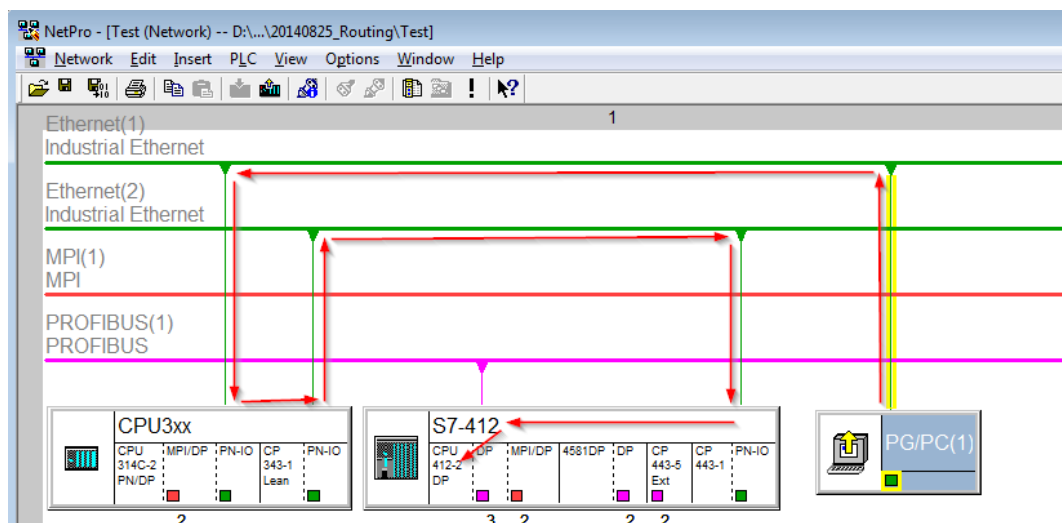 NetPro - [Test (Network) -- D:\...\20140825_Routing\Test]
Network Edit Insert PLC View Options Window Help
1
Ethernet(1)
Industrial Ethernet
Ethernet(2)
Industrial Ethernet
MPI(1)
MPI
PROFIBUS(1)
PROFIBUS
CPU3xx
CPU 314C-2 PN/DP
MPI/DP
PN-IO
CP 343-1 Lean
PN-IO
2
S7-412
CPU 412-2 DP
DP
MPI/DP
4581DP
DP
CP 443-5 Ext
CP 443-1
PN-IO
3 2 2 2
PG/PC(1)